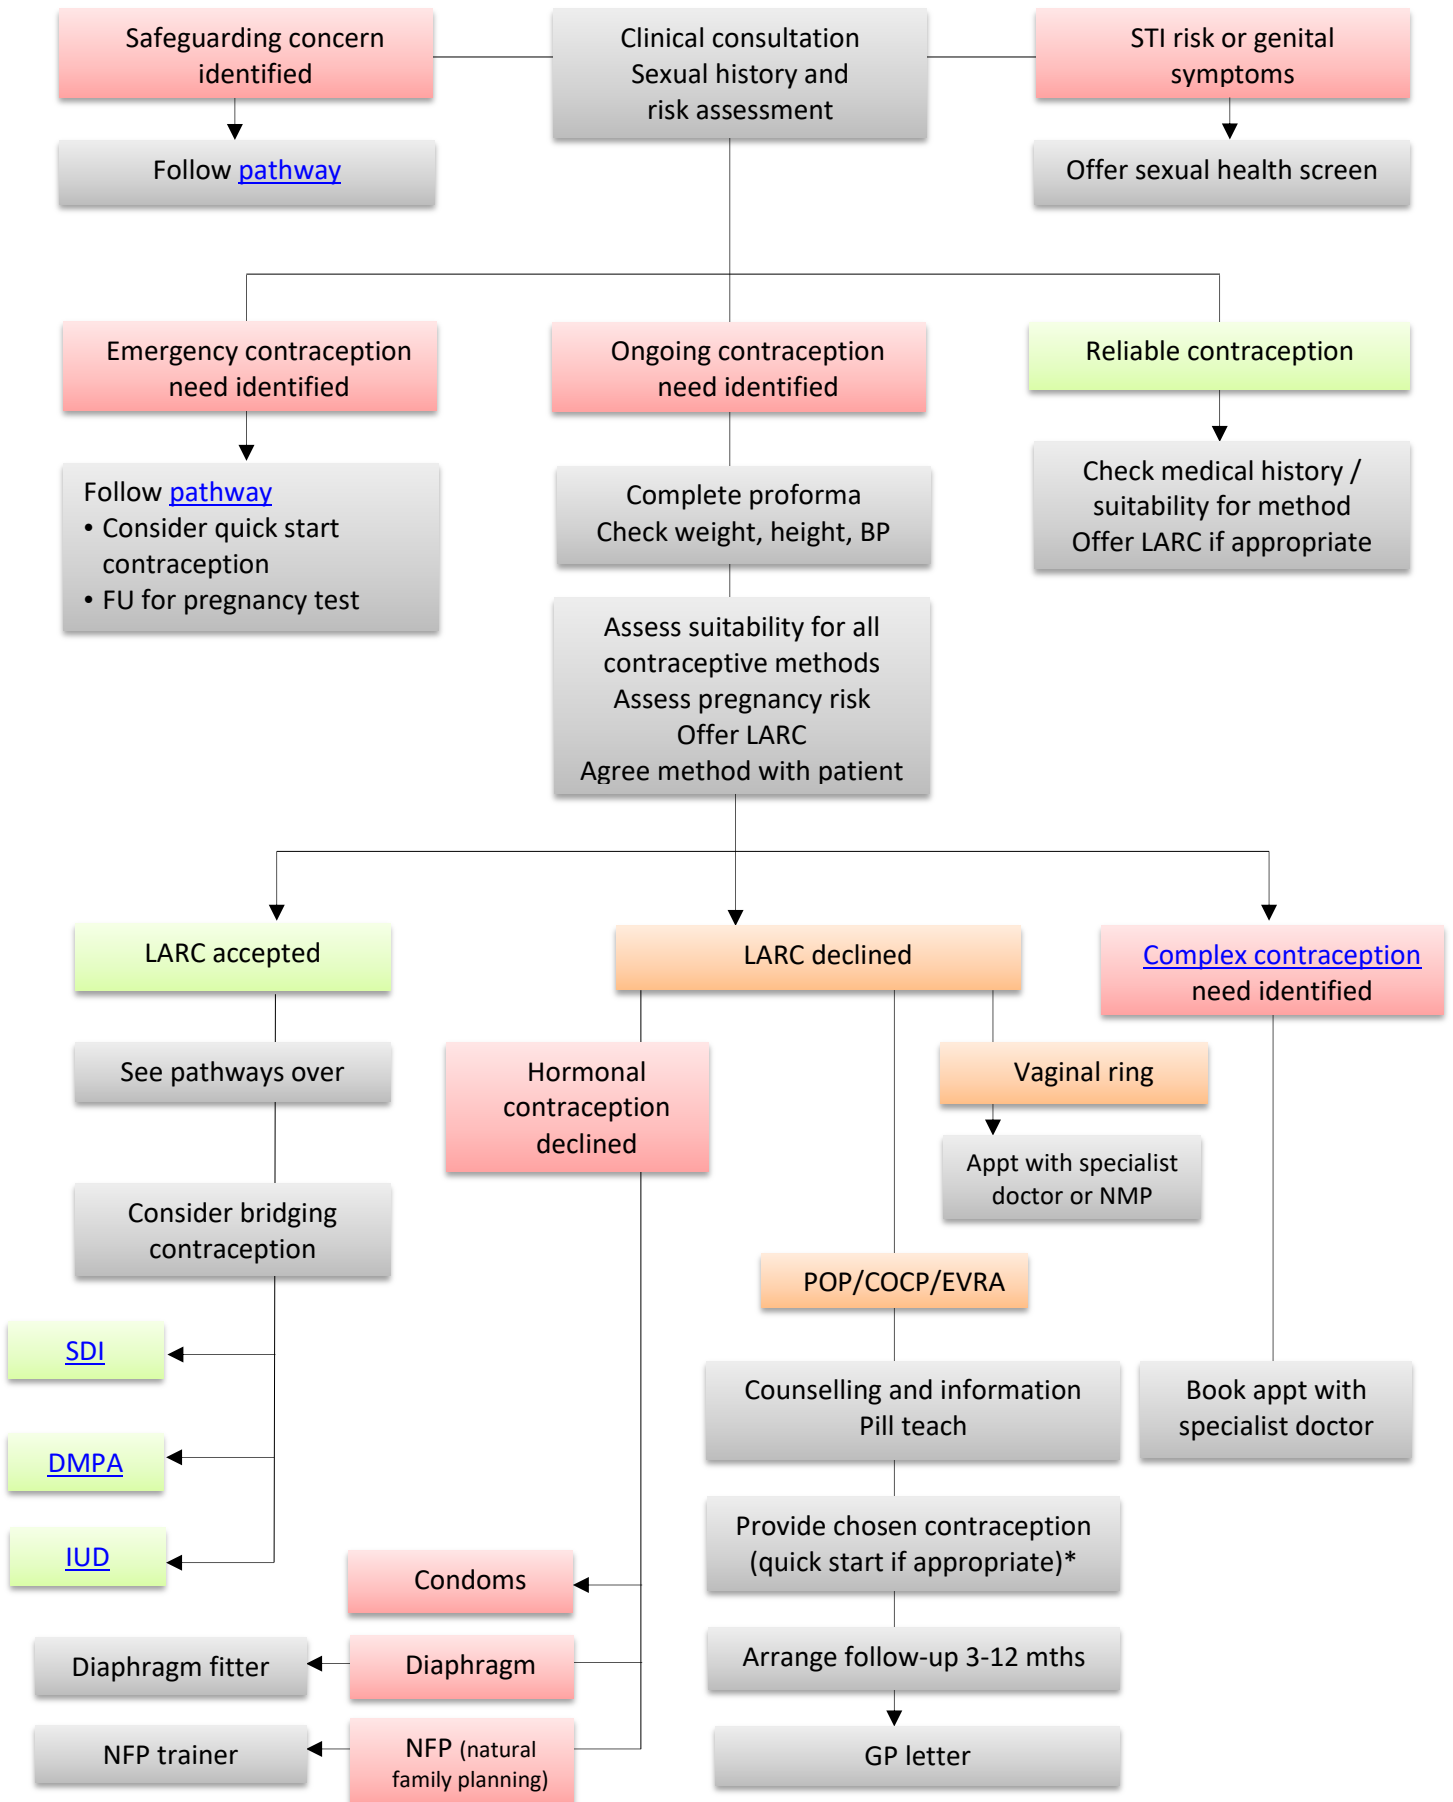 Safeguarding concern
identified
Clinical consultation
Sexual history and
risk assessment
STI risk or genital
symptoms
Follow pathway
Offer sexual health screen
Emergency contraception
need identified
Ongoing contraception
need identified
Reliable contraception
Follow pathway
• Consider quick start
contraception
• FU for pregnancy test
Complete proforma
Check weight, height, BP
Check medical history /
suitability for method
Offer LARC if appropriate
Assess suitability for all
contraceptive methods
Assess pregnancy risk
Offer LARC
Agree method with patient
LARC accepted
LARC declined
Complex contraception
need identified
See pathways over
Hormonal
contraception
declined
Vaginal ring
Appt with specialist
doctor or NMP
Consider bridging
contraception
POP/COCP/EVRA
SDI
DMPA
IUD
Counselling and information
Pill teach
Book appt with
specialist doctor
Provide chosen contraception
(quick start if appropriate)*
Condoms
Diaphragm fitter
Diaphragm
Arrange follow-up 3-12 mths
NFP trainer
NFP (natural
family planning)
GP letter